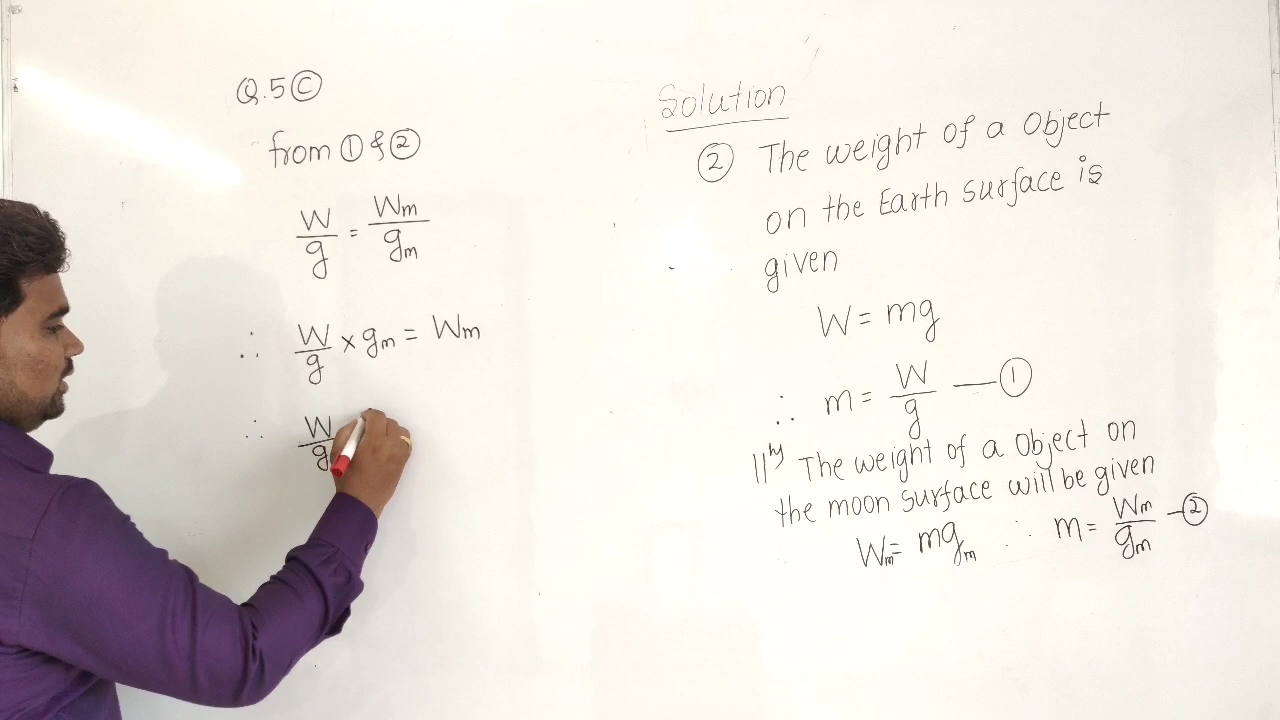 Q.5 ©
from ① & ②
W/g = Wm/gm
∴ W/g × gm = Wm
∴ W/g
Solution
② The weight of a Object
on the Earth surface is
given
W = mg
∴ m = W/g — ①
||ly The weight of a Object on
the moon surface will be given
Wm = mgm ∴ m = Wm/gm — ②